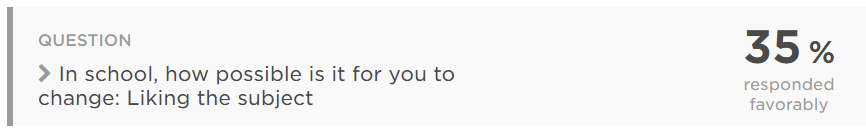 QUESTION
In school, how possible is it for you to
change: Liking the subject
35 %
responded
favorably